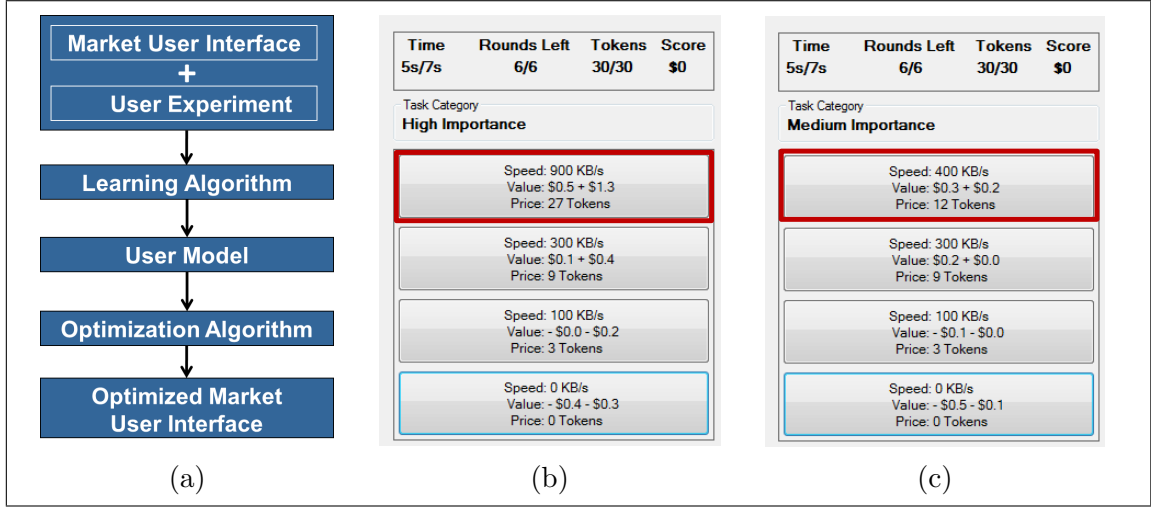 Market User Interface
+
User Experiment
Learning Algorithm
User Model
Optimization Algorithm
Optimized Market
User Interface
(a)
Time Rounds Left Tokens Score
5s/7s 6/6 30/30 $0
Task Category
High Importance
Speed: 900 KB/s
Value: $0.5 + $1.3
Price: 27 Tokens
Speed: 300 KB/s
Value: $0.1 + $0.4
Price: 9 Tokens
Speed: 100 KB/s
Value: - $0.0 - $0.2
Price: 3 Tokens
Speed: 0 KB/s
Value: - $0.4 - $0.3
Price: 0 Tokens
(b)
Time Rounds Left Tokens Score
5s/7s 6/6 30/30 $0
Task Category
Medium Importance
Speed: 400 KB/s
Value: $0.3 + $0.2
Price: 12 Tokens
Speed: 300 KB/s
Value: $0.2 + $0.0
Price: 9 Tokens
Speed: 100 KB/s
Value: - $0.1 - $0.0
Price: 3 Tokens
Speed: 0 KB/s
Value: - $0.5 - $0.1
Price: 0 Tokens
(c)